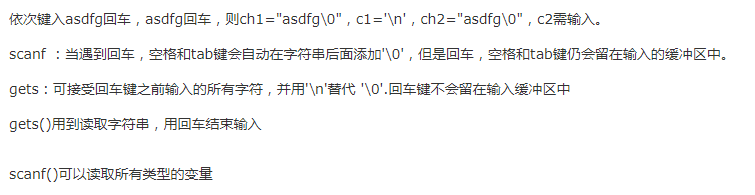 依次键入asdfg回车，asdfg回车，则ch1="asdfg\0"，c1='\n'，ch2="asdfg\0"，c2需输入。
scanf ：当遇到回车，空格和tab键会自动在字符串后面添加'\0'，但是回车，空格和tab键仍会留在输入的缓冲区中。
gets：可接受回车键之前输入的所有字符，并用'\n'替代 '\0'.回车键不会留在输入缓冲区中
gets()用到读取字符串，用回车结束输入
scanf()可以读取所有类型的变量